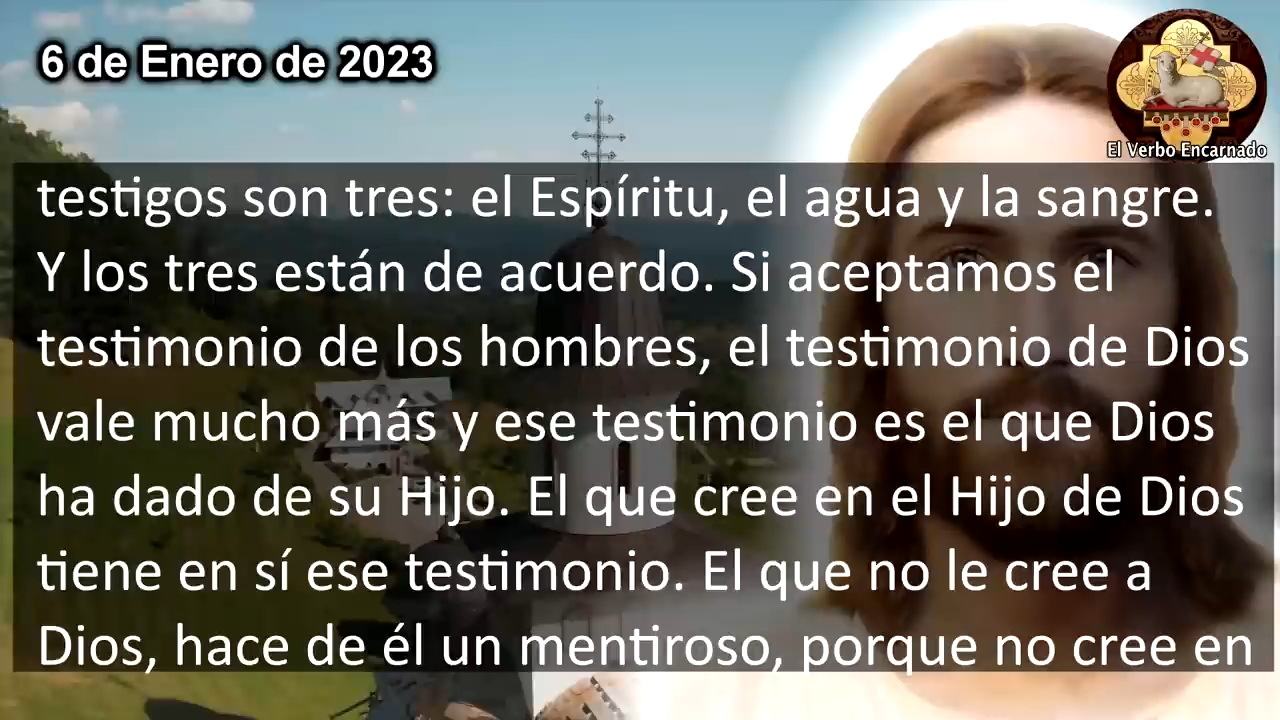 6 de Enero de 2023
El Verbo Encarnado
testigos son tres: el Espíritu, el agua y la sangre.
Y los tres están de acuerdo. Si aceptamos el
testimonio de los hombres, el testimonio de Dios
vale mucho más y ese testimonio es el que Dios
ha dado de su Hijo. El que cree en el Hijo de Dios
tiene en sí ese testimonio. El que no le cree a
Dios, hace de él un mentiroso, porque no cree en